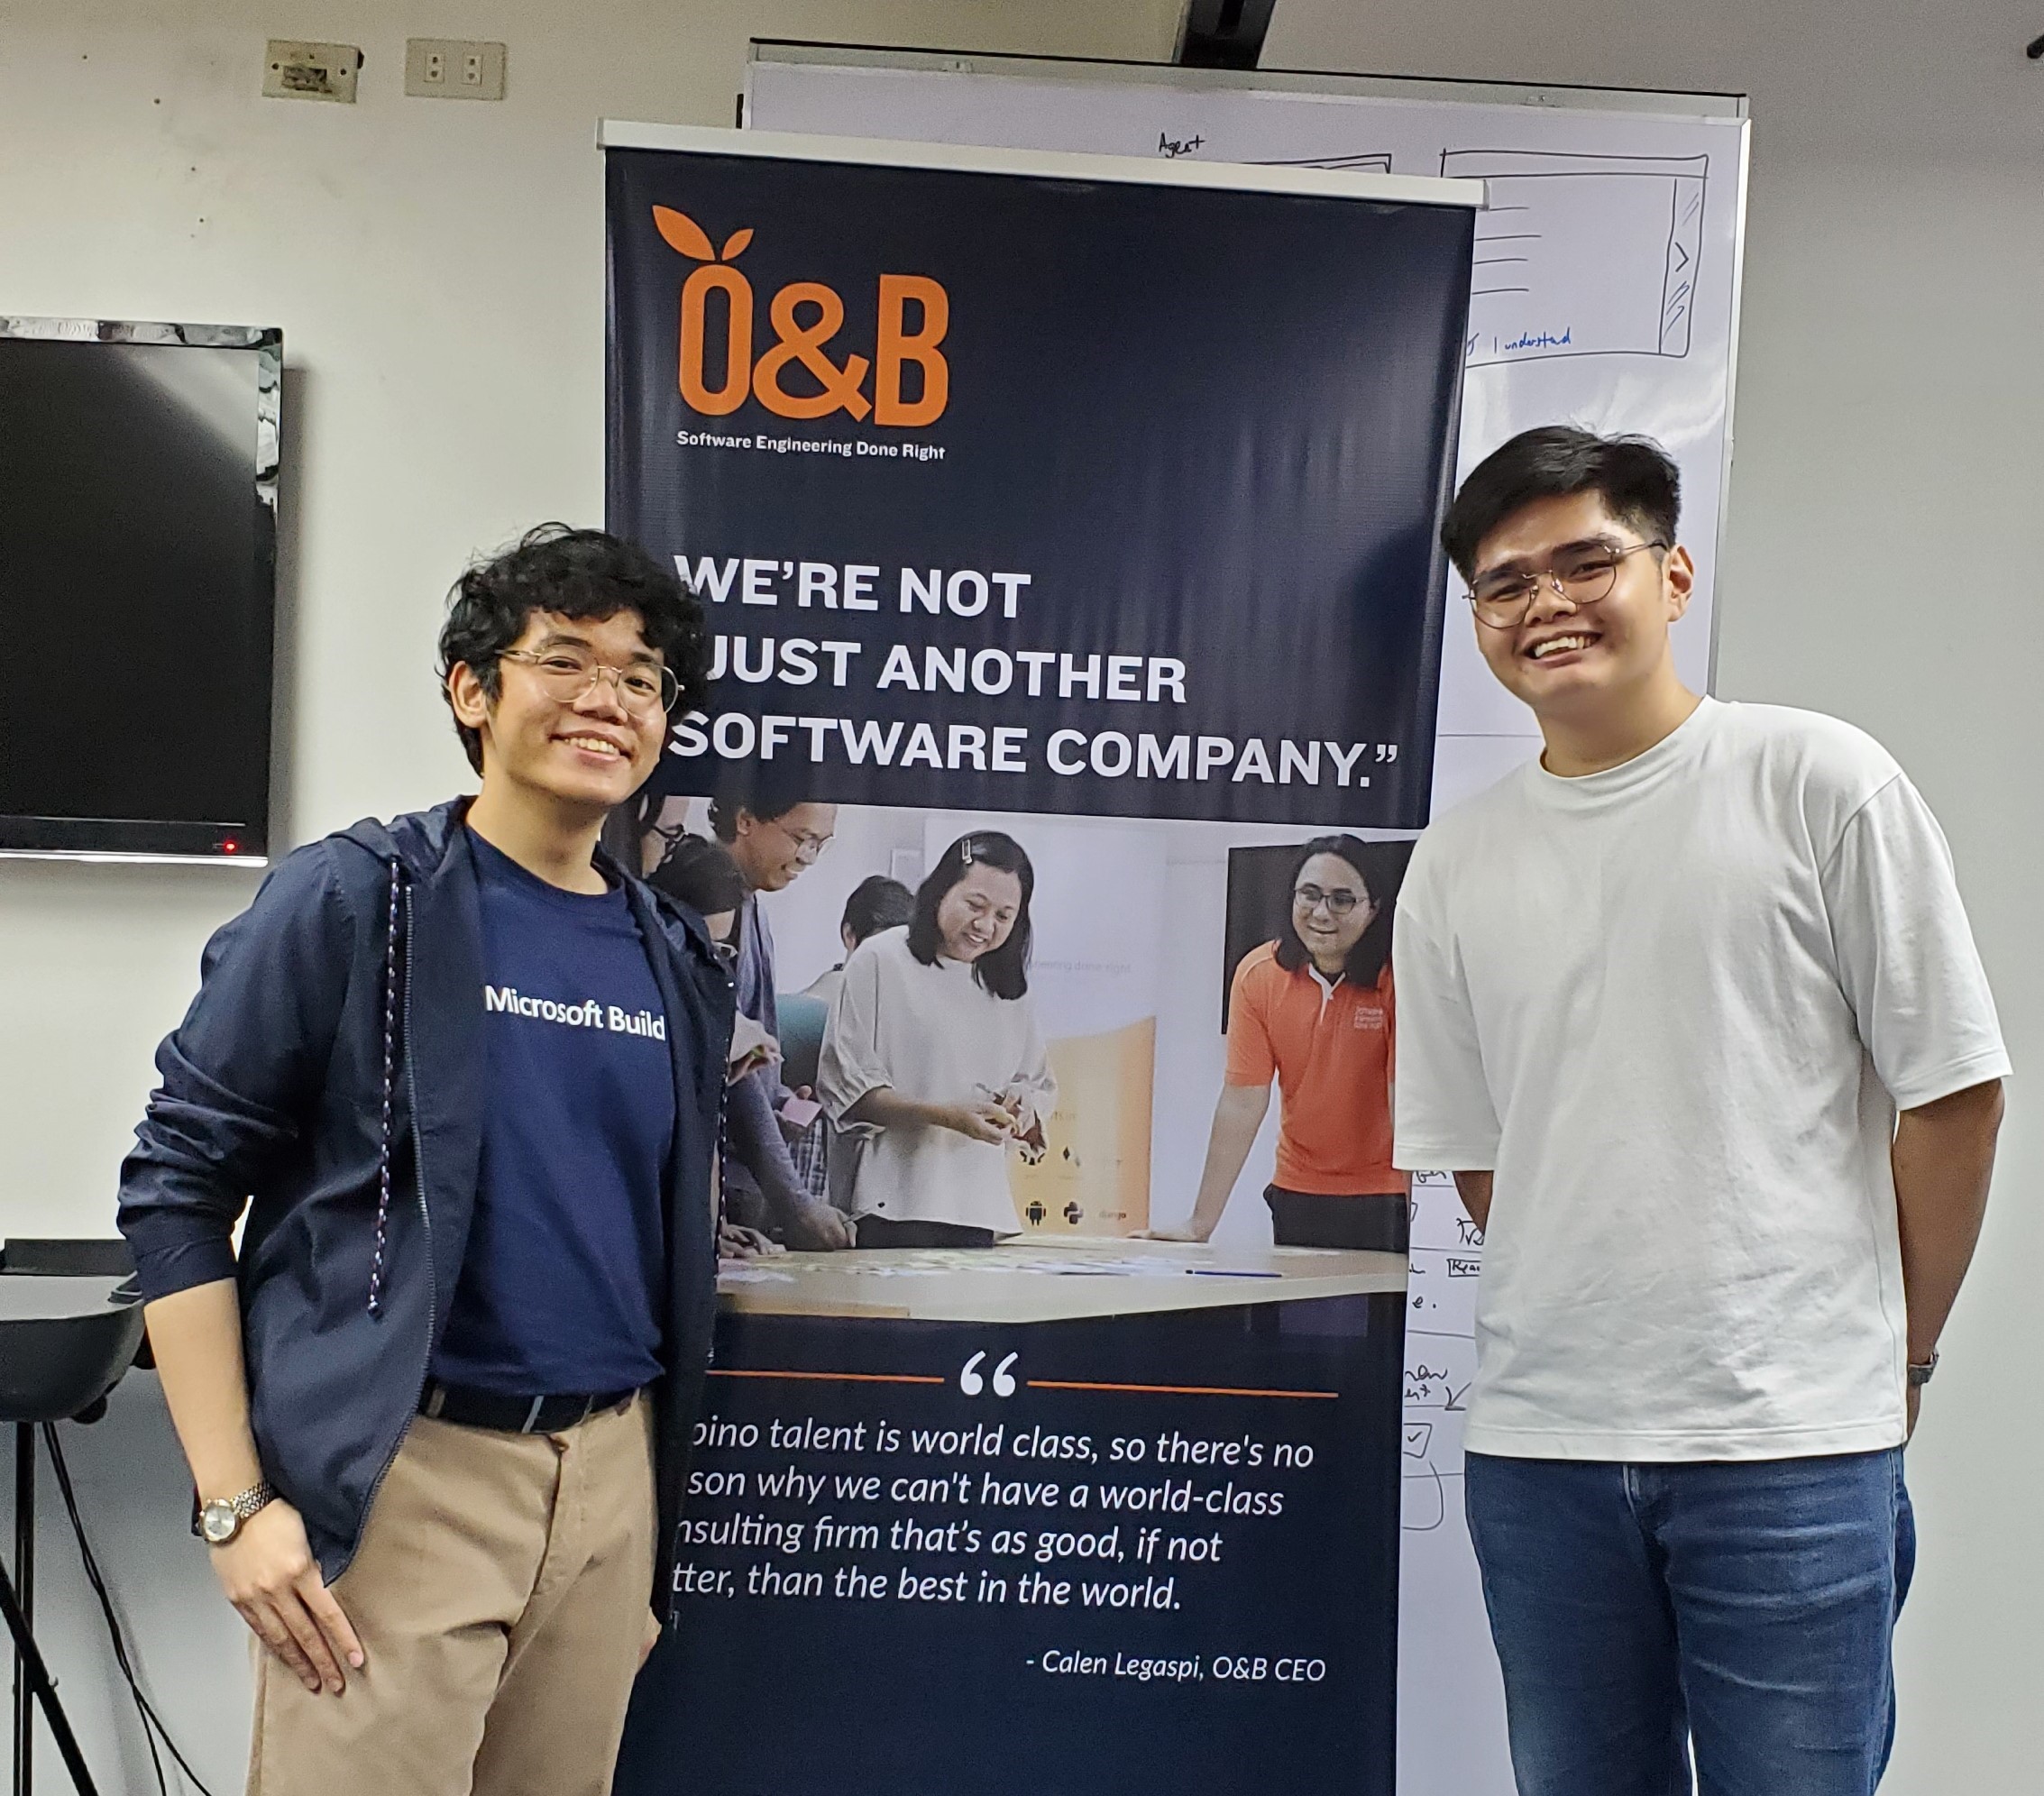 Agent
I understand
O&B
Software Engineering Done Right
WE'RE NOT
JUST ANOTHER
SOFTWARE COMPANY.”
Microsoft Build
django
“
pino talent is world class, so there's no
son why we can't have a world-class
nsulting firm that's as good, if not
tter, than the best in the world.
- Calen Legaspi, O&B CEO